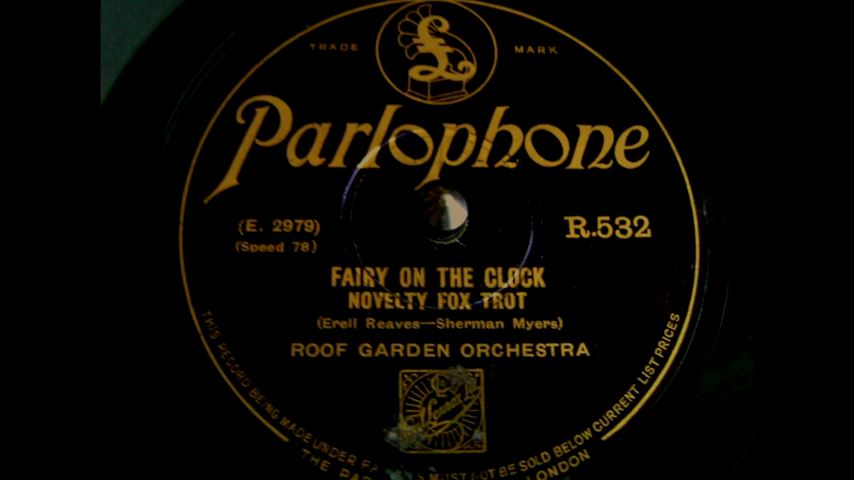 TRADE MARK
£
Parlophone
(E. 2979)
R.532
(Speed 78)
FAIRY ON THE CLOCK
NOVELTY FOX TROT
(Erell Reaves—Sherman Myers)
ROOF GARDEN ORCHESTRA
THIS RECORD BEING MADE UNDER MUST NOT BE SOLD BELOW CURRENT LIST PRICES
THE LONDON